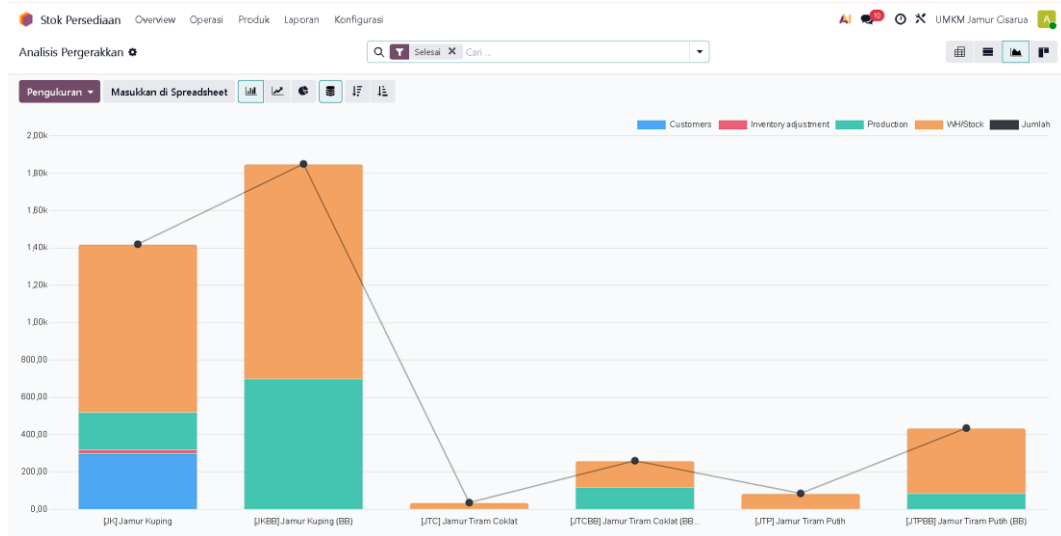 Stok Persediaan Overview Operasi Produk Laporan Konfigurasi AI 10 UMKM Jamur Cisarua A
Analisis Pergerakkan Selesai X Cari ...
Pengukuran Masukkan di Spreadsheet
Customers Inventory adjustment Production WH/Stock Jumlah
2,00k
1,80k
1,60k
1,40k
1,20k
1,00k
800,00
600,00
400,00
200,00
0,00
[JK] Jamur Kuping [JKBB] Jamur Kuping (BB) [JTC] Jamur Tiram Coklat [JTCBB] Jamur Tiram Coklat (BB... [JTP] Jamur Tiram Putih [JTPBB] Jamur Tiram Putih (BB)